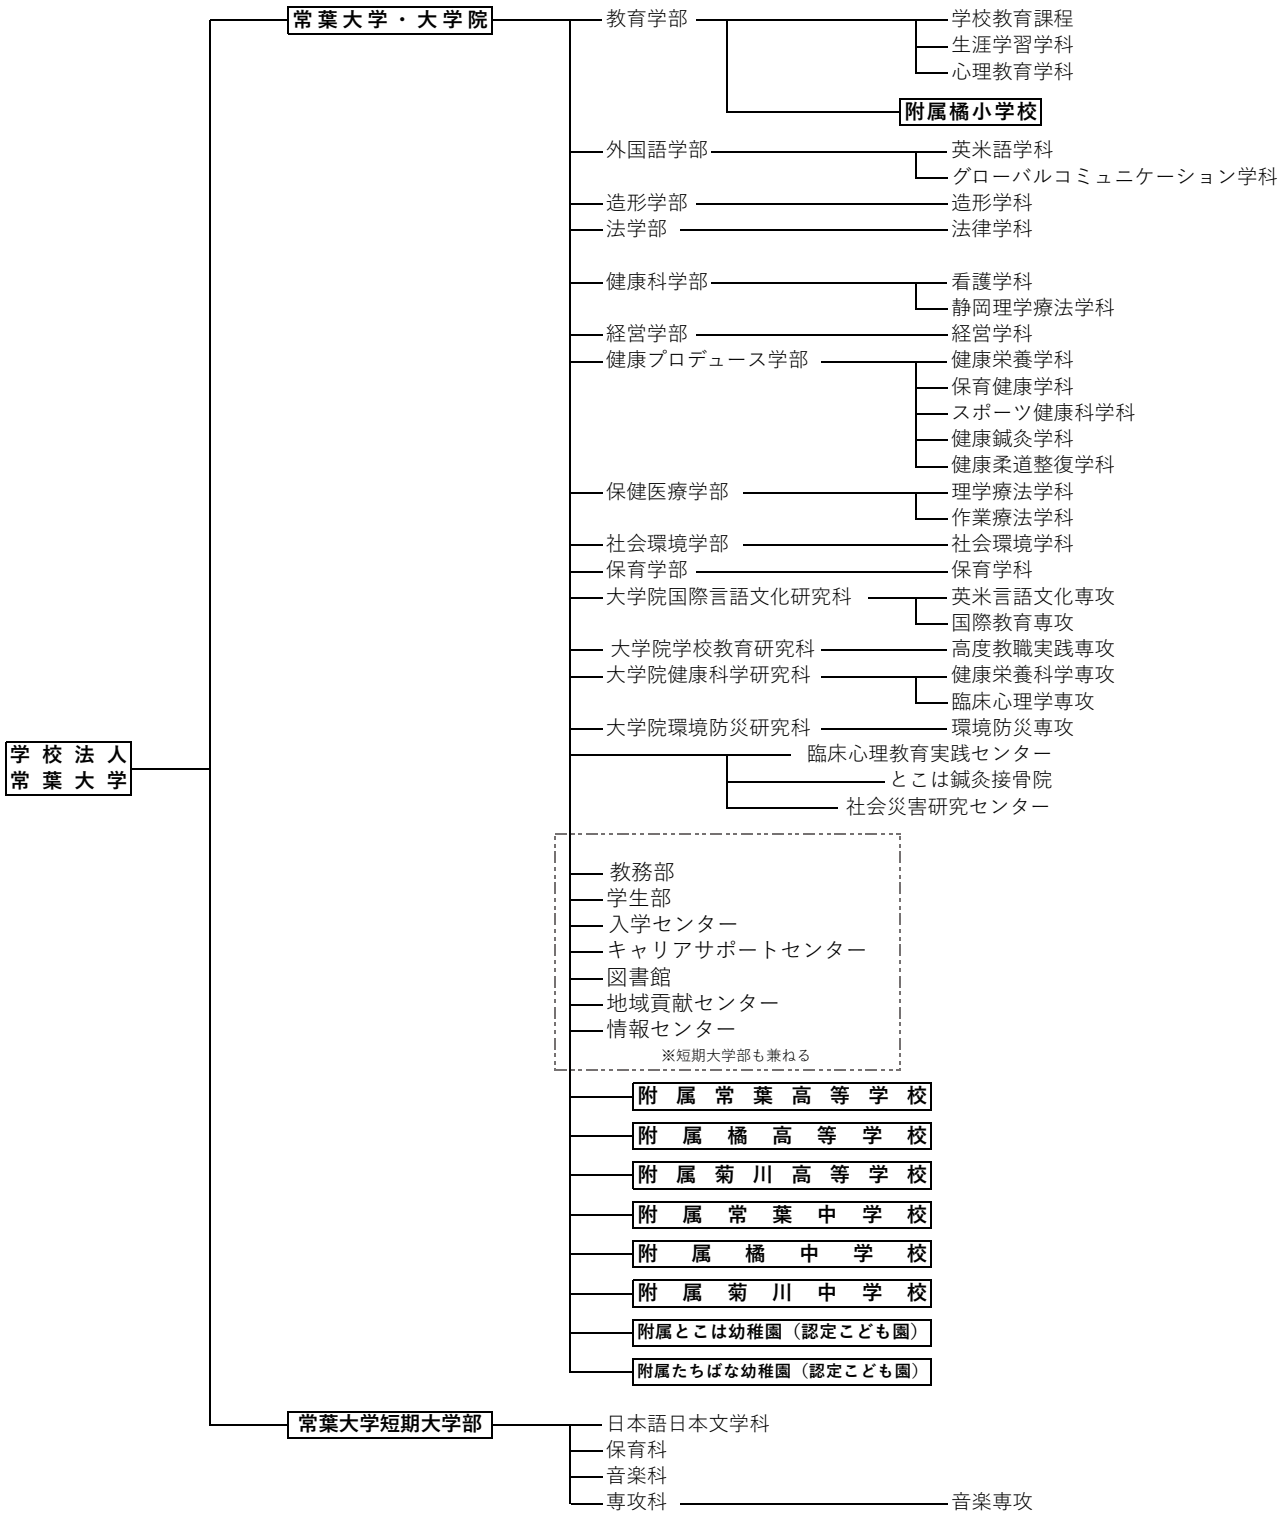 常葉大学・大学院
教育学部
学校教育課程
生涯学習学科
心理教育学科
附属橘小学校
外国語学部
英米語学科
グローバルコミュニケーション学科
造形学部
造形学科
法学部
法律学科
健康科学部
看護学科
静岡理学療法学科
経営学部
経営学科
健康プロデュース学部
健康栄養学科
保育健康学科
スポーツ健康科学科
健康鍼灸学科
健康柔道整復学科
保健医療学部
理学療法学科
作業療法学科
社会環境学部
社会環境学科
保育学部
保育学科
大学院国際言語文化研究科
英米言語文化専攻
国際教育専攻
大学院学校教育研究科
高度教職実践専攻
大学院健康科学研究科
健康栄養科学専攻
臨床心理学専攻
大学院環境防災研究科
環境防災専攻
学校法人
常葉大学
臨床心理教育実践センター
とこは鍼灸接骨院
社会災害研究センター
教務部
学生部
入学センター
キャリアサポートセンター
図書館
地域貢献センター
情報センター
※短期大学部も兼ねる
附属常葉高等学校
附属橘高等学校
附属菊川高等学校
附属常葉中学校
附属橘中学校
附属菊川中学校
附属とこは幼稚園（認定こども園）
附属たちばな幼稚園（認定こども園）
常葉大学短期大学部
日本語日本文学科
保育科
音楽科
専攻科
音楽専攻